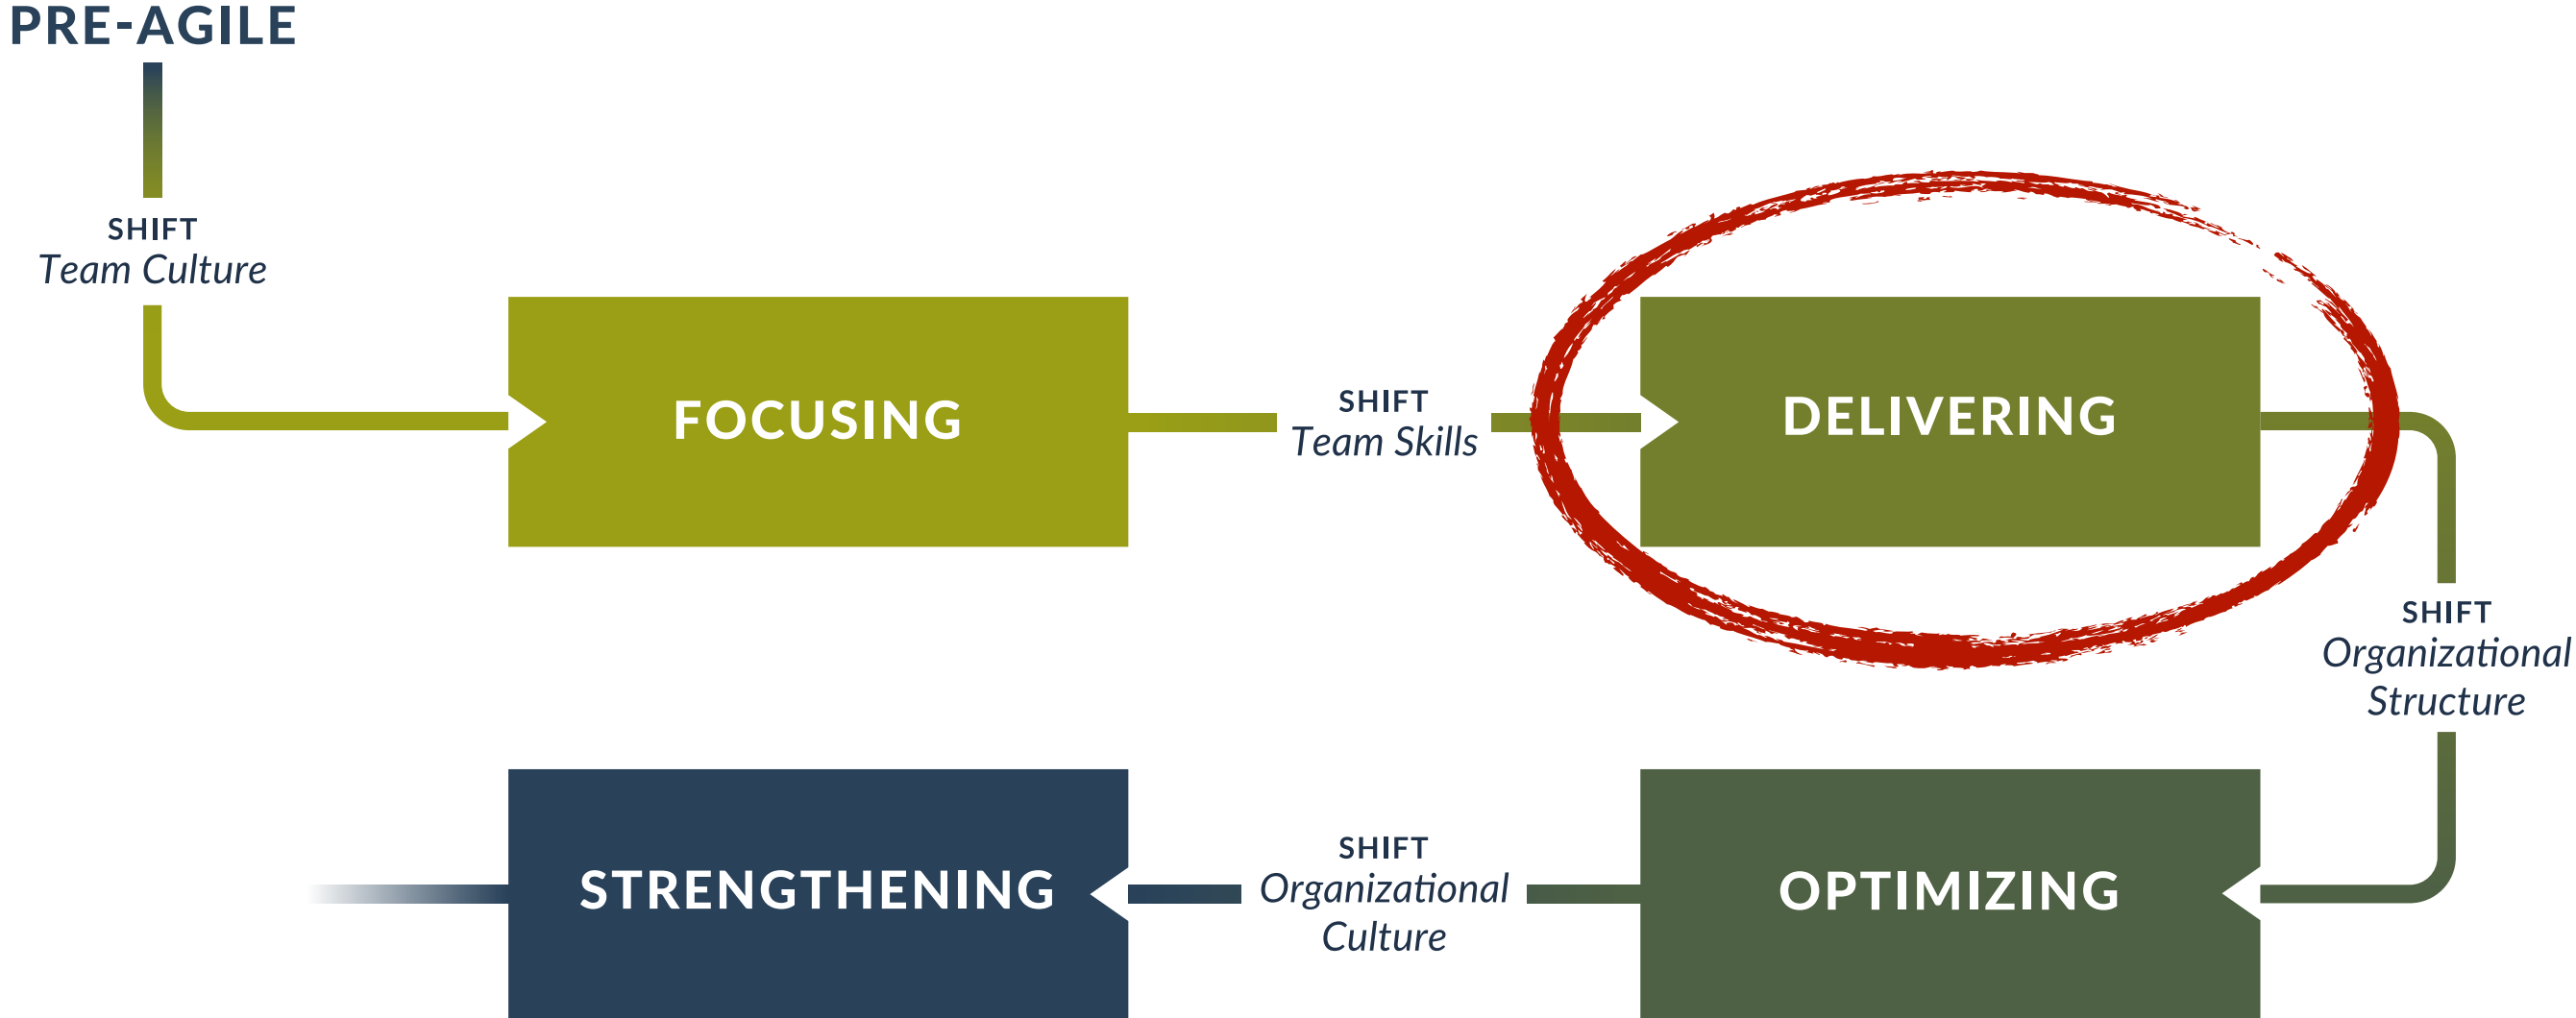 PRE-AGILE
SHIFT
Team Culture
FOCUSING
SHIFT
Team Skills
DELIVERING
SHIFT
Organizational
Structure
OPTIMIZING
SHIFT
Organizational
Culture
STRENGTHENING